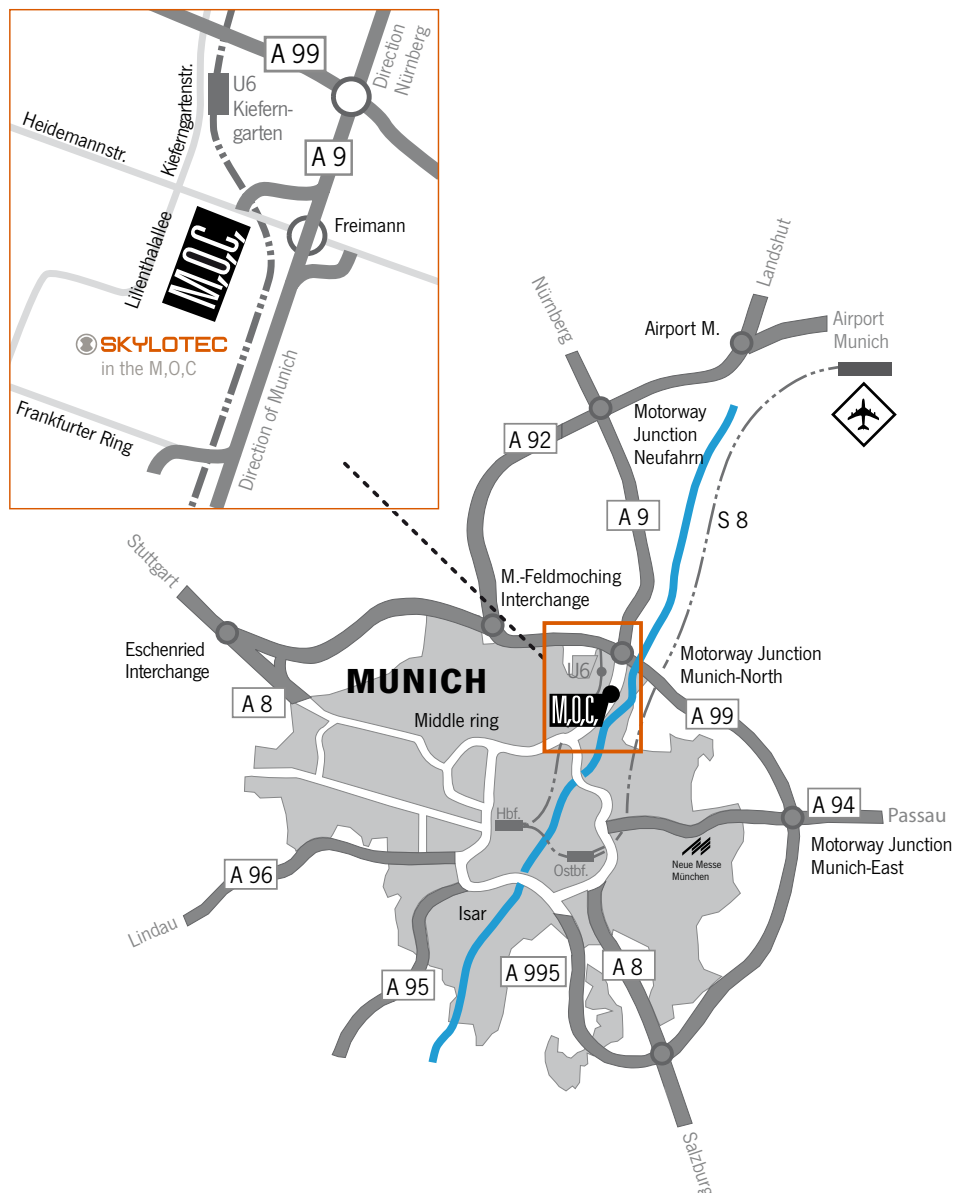 A 99
Direction
Nürnberg
U6
Kiefern-
garten
Kieferngartenstr.
Heidemannstr.
A 9
Freimann
Lilienthalallee
M,O,C,
SKYLOTEC
in the M,O,C
Direction of Munich
Frankfurter Ring
Landshut
Nürnberg
Airport M.
Airport
Munich
Motorway
Junction
Neufahrn
A 92
A 9
S 8
Stuttgart
M.-Feldmoching
Interchange
Eschenried
Interchange
MUNICH
U6
Motorway Junction
Munich-North
A 8
M,O,C,
Middle ring
A 99
Hbf.
A 94
Passau
Ostbf.
Neue Messe
München
Motorway Junction
Munich-East
A 96
Lindau
Isar
A 95
A 995
A 8
Salzburg